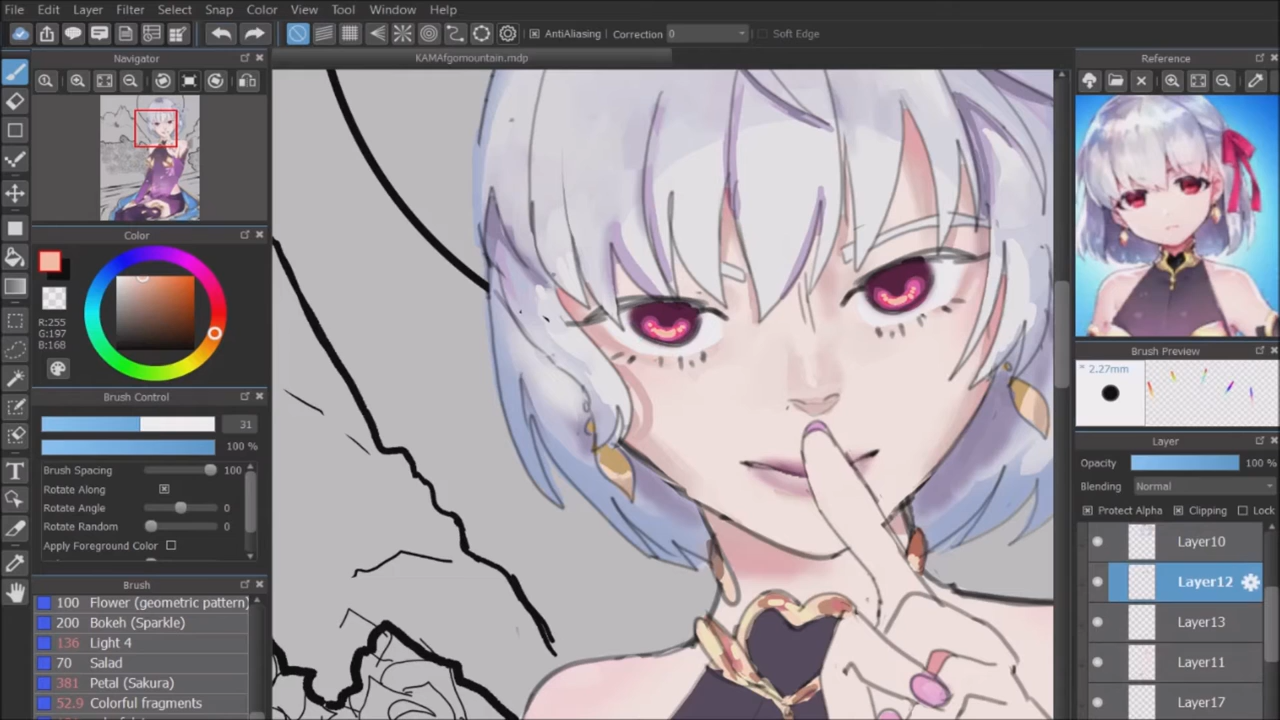 File Edit Layer Filter Select Snap Color View Tool Window Help
AntiAliasing Correction 0 Soft Edge
Navigator
KAMAfgomountain.mdp
Reference
Color
R:255
G:197
B:168
Brush Preview
* 2.27mm
Brush Control
31
100 %
Brush Spacing 100
Rotate Along
Rotate Angle 0
Rotate Random 0
Apply Foreground Color
Layer
Opacity 100 %
Blending Normal
Protect Alpha Clipping Lock
Layer10
Layer12
Layer13
Layer11
Layer17
Brush
100 Flower (geometric pattern)
200 Bokeh (Sparkle)
136 Light 4
70 Salad
381 Petal (Sakura)
52.9 Colorful fragments